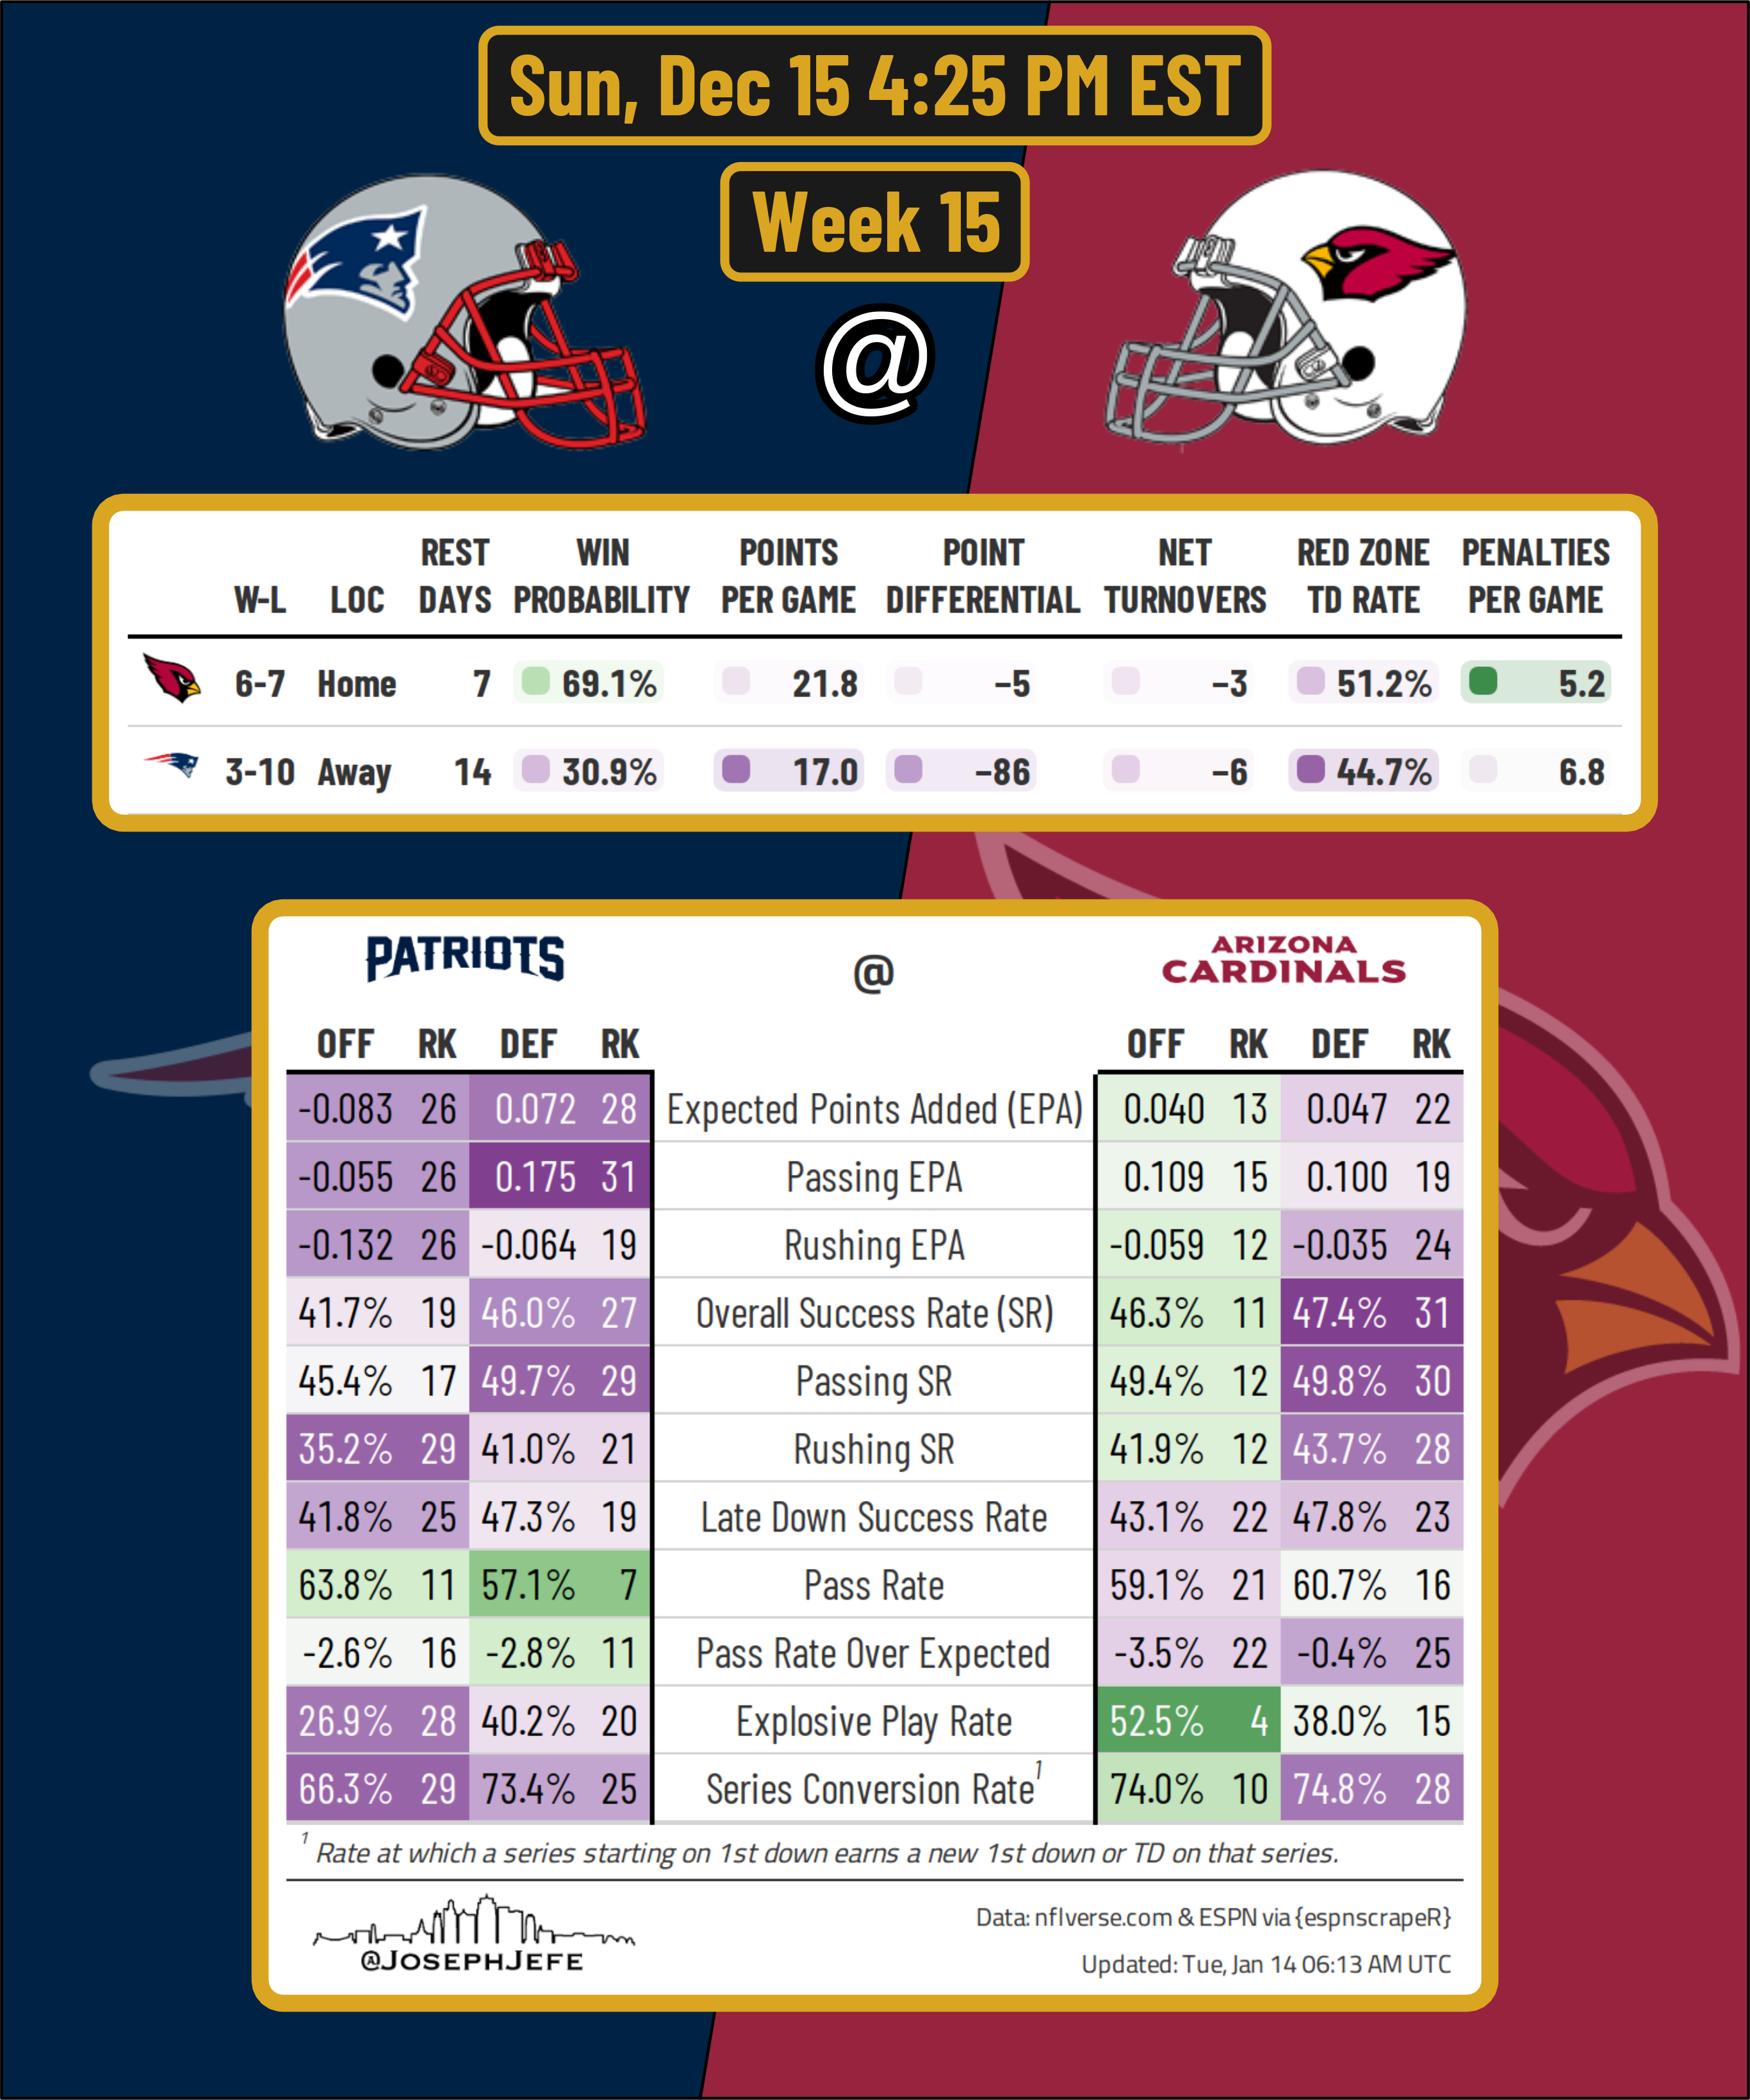 Sun, Dec 15 4:25 PM EST
Week 15
@
W-L LOC REST DAYS WIN PROBABILITY POINTS PER GAME POINT DIFFERENTIAL NET TURNOVERS RED ZONE TD RATE PENALTIES PER GAME
6-7 Home 7 69.1% 21.8 −5 −3 51.2% 5.2
3-10 Away 14 30.9% 17.0 −86 −6 44.7% 6.8
PATRIOTS @ ARIZONA CARDINALS
OFF RK DEF RK OFF RK DEF RK
-0.083 26 0.072 28 Expected Points Added (EPA) 0.040 13 0.047 22
-0.055 26 0.175 31 Passing EPA 0.109 15 0.100 19
-0.132 26 -0.064 19 Rushing EPA -0.059 12 -0.035 24
41.7% 19 46.0% 27 Overall Success Rate (SR) 46.3% 11 47.4% 31
45.4% 17 49.7% 29 Passing SR 49.4% 12 49.8% 30
35.2% 29 41.0% 21 Rushing SR 41.9% 12 43.7% 28
41.8% 25 47.3% 19 Late Down Success Rate 43.1% 22 47.8% 23
63.8% 11 57.1% 7 Pass Rate 59.1% 21 60.7% 16
-2.6% 16 -2.8% 11 Pass Rate Over Expected -3.5% 22 -0.4% 25
26.9% 28 40.2% 20 Explosive Play Rate 52.5% 4 38.0% 15
66.3% 29 73.4% 25 Series Conversion Rate¹ 74.0% 10 74.8% 28
¹ Rate at which a series starting on 1st down earns a new 1st down or TD on that series.
@JOSEPHJEFE
Data: nflverse.com & ESPN via {espnscrapeR}
Updated: Tue, Jan 14 06:13 AM UTC